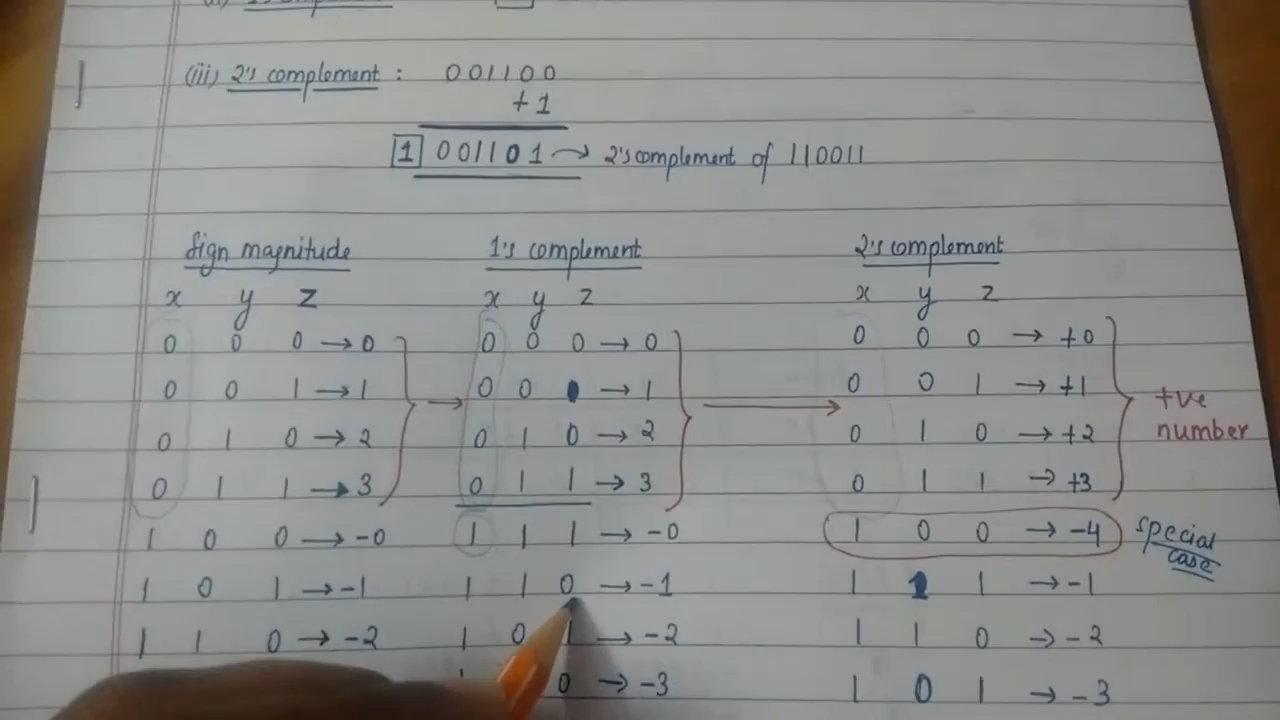 (iii) 2's complement : 001100
+ 1
1 001101 → 2's complement of 110011
Sign magnitude 1's complement 2's complement
x y z x y z x y z
0 0 0 → 0 0 0 0 → 0 0 0 0 → +0
0 0 1 → 1 0 0 → 1 0 0 1 → +1 +ve
0 1 0 → 2 0 1 0 → 2 0 1 0 → +2 number
0 1 1 → 3 0 1 1 → 3 0 1 1 → +3
1 0 0 → -0 1 1 1 → -0 1 0 0 → -4 special case
1 0 1 → -1 1 1 0 → -1 1 1 1 → -1
1 1 0 → -2 1 0 1 → -2 1 1 0 → -2
0 → -3 1 0 1 → -3